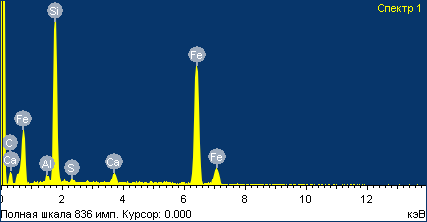 Спектр 1
Si
Fe
Fe
C
Ca
Al
S
Ca
Fe
0 2 4 6 8 10 12
Полная шкала 836 имп. Курсор: 0.000 кэВ